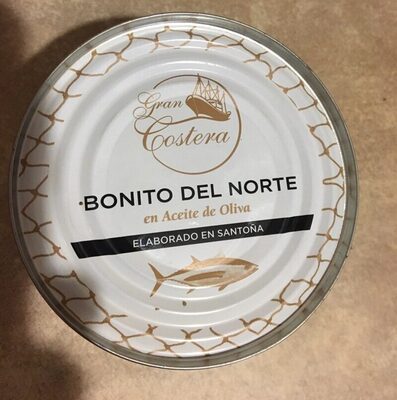 Gran
Costera
BONITO DEL NORTE
en Aceite de Oliva
ELABORADO EN SANTOÑA